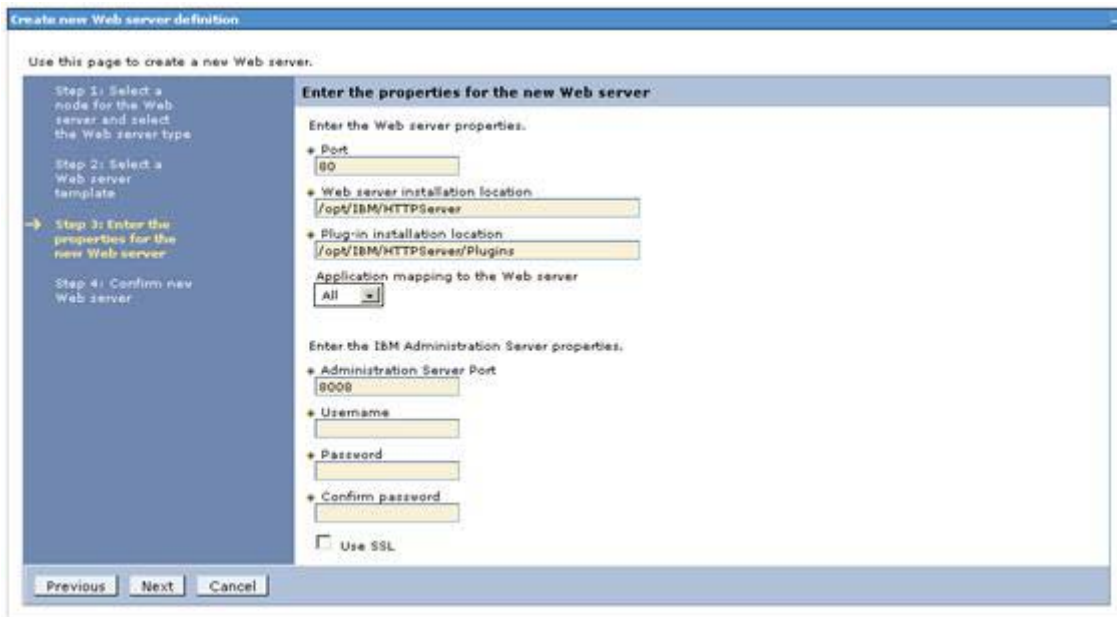 Create new Web server definition
Use this page to create a new Web server.
Step 1: Select a
node for the Web
server and select
the Web server type
Step 2: Select a
Web server
template
Step 3: Enter the
properties for the
new Web server
Step 4: Confirm new
Web server
Enter the properties for the new Web server
Enter the Web server properties.
Port
80
Web server installation location
/opt/IBM/HTTPServer
Plug-in installation location
/opt/IBM/HTTPServer/Plugins
Application mapping to the Web server
All
Enter the IBM Administration Server properties.
Administration Server Port
8008
Username
Password
Confirm password
Use SSL
Previous Next Cancel